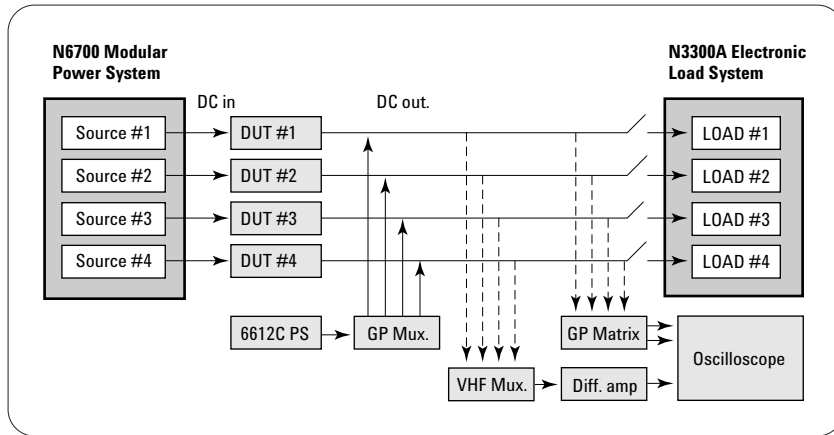 N6700 Modular
Power System
N3300A Electronic
Load System
DC in
DC out.
Source #1
DUT #1
LOAD #1
Source #2
DUT #2
LOAD #2
Source #3
DUT #3
LOAD #3
Source #4
DUT #4
LOAD #4
6612C PS
GP Mux.
GP Matrix
Oscilloscope
VHF Mux.
Diff. amp